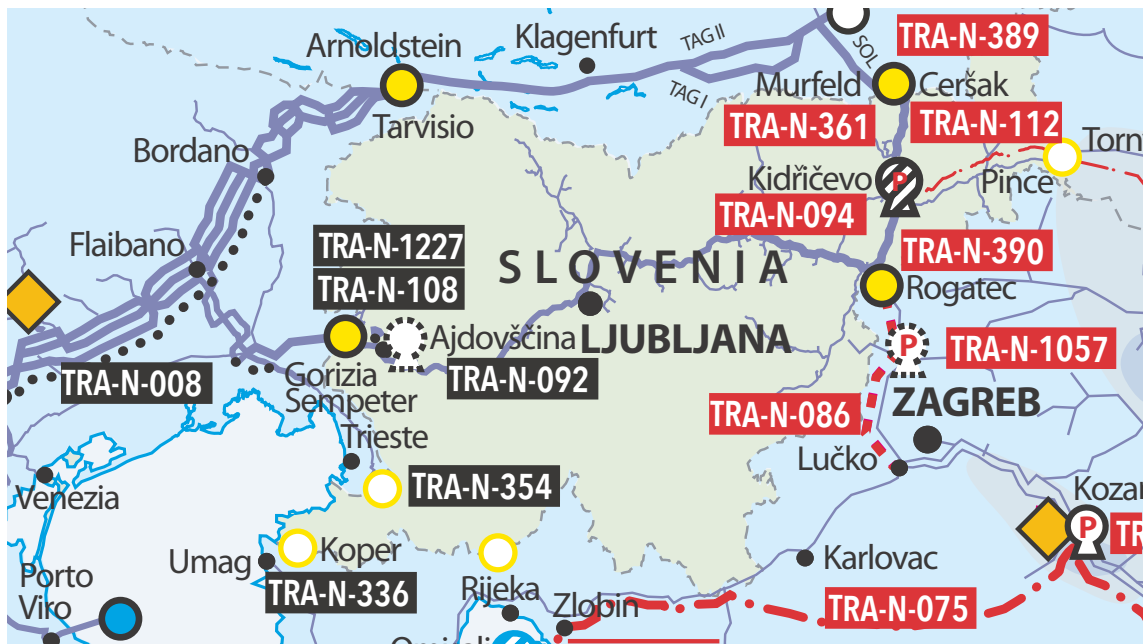 TRA-N-389
Arnoldstein
Klagenfurt
TAG II
SOL
TAG I
Murfeld
Ceršak
Tarvisio
TRA-N-361
TRA-N-112
Bordano
Kidřičevo
P
Pince
TRA-N-094
Flaibano
TRA-N-1227
TRA-N-390
SLOVENIA
TRA-N-108
Rogatec
Ajdovščina
LJUBLJANA
P
TRA-N-1057
TRA-N-008
Gorizia
TRA-N-092
Sempeter
TRA-N-086
ZAGREB
Trieste
Lučko
Venezia
TRA-N-354
P
Koper
Umag
Karlovac
Porto
Viro
TRA-N-336
Rijeka
Zlobin
TRA-N-075